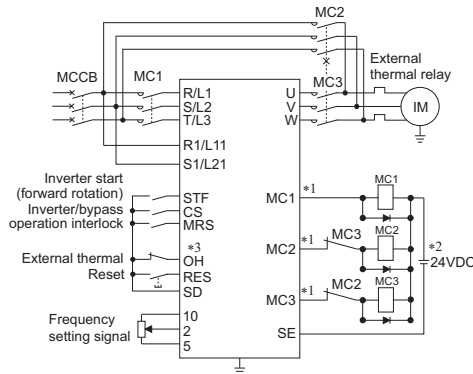 MC2
MCCB
MC1
R/L1
S/L2
T/L3
R1/L11
S1/L21
U
V
W
MC3
External
thermal relay
IM
Inverter start
(forward rotation)
Inverter/bypass
operation interlock
External thermal
Reset
STF
CS
MRS
*3
OH
RES
SD
Frequency
setting signal
10
2
5
MC1
*1
MC1
MC2
*1
MC3
MC2
*2
24VDC
MC3
*1
MC2
MC3
SE